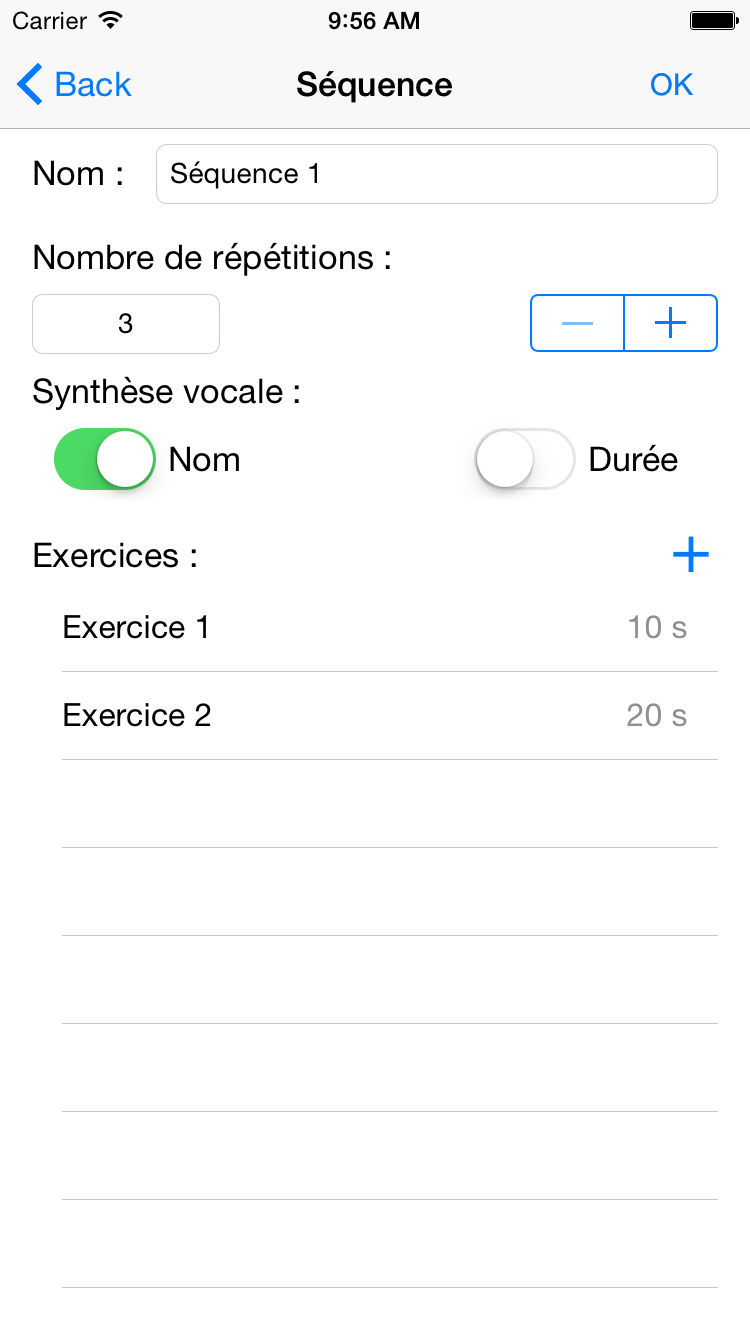 Carrier 9:56 AM
Back Séquence OK
Nom : Séquence 1
Nombre de répétitions :
3
Synthèse vocale :
Nom Durée
Exercices :
Exercice 1 10 s
Exercice 2 20 s